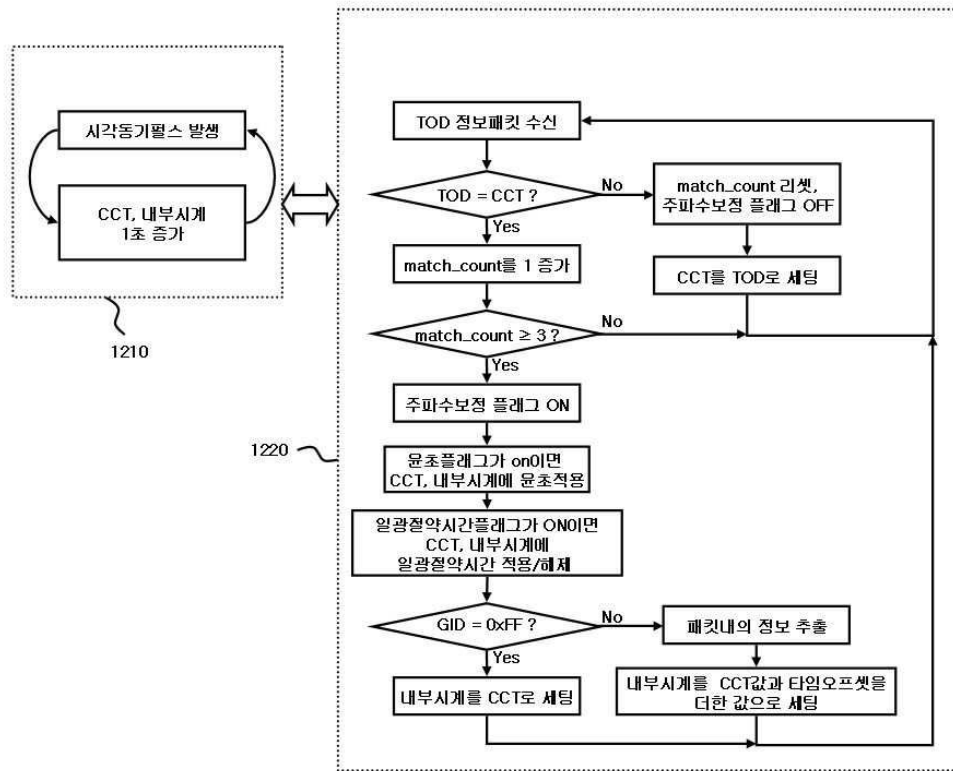 시각동기펄스 발생
CCT, 내부시계
1초 증가
1210
TOD 정보패킷 수신
TOD = CCT ?
No
match_count 리셋,
주파수보정 플래그 OFF
Yes
match_count를 1 증가
CCT를 TOD로 세팅
match_count ≥ 3 ?
No
Yes
주파수보정 플래그 ON
1220
윤초플래그가 on이면
CCT, 내부시계에 윤초적용
일광절약시간플래그가 ON이면
CCT, 내부시계에
일광절약시간 적용/해제
GID = 0xFF ?
No
패킷내의 정보 추출
Yes
내부시계를 CCT로 세팅
내부시계를 CCT값과 타임오프셋을
더한 값으로 세팅